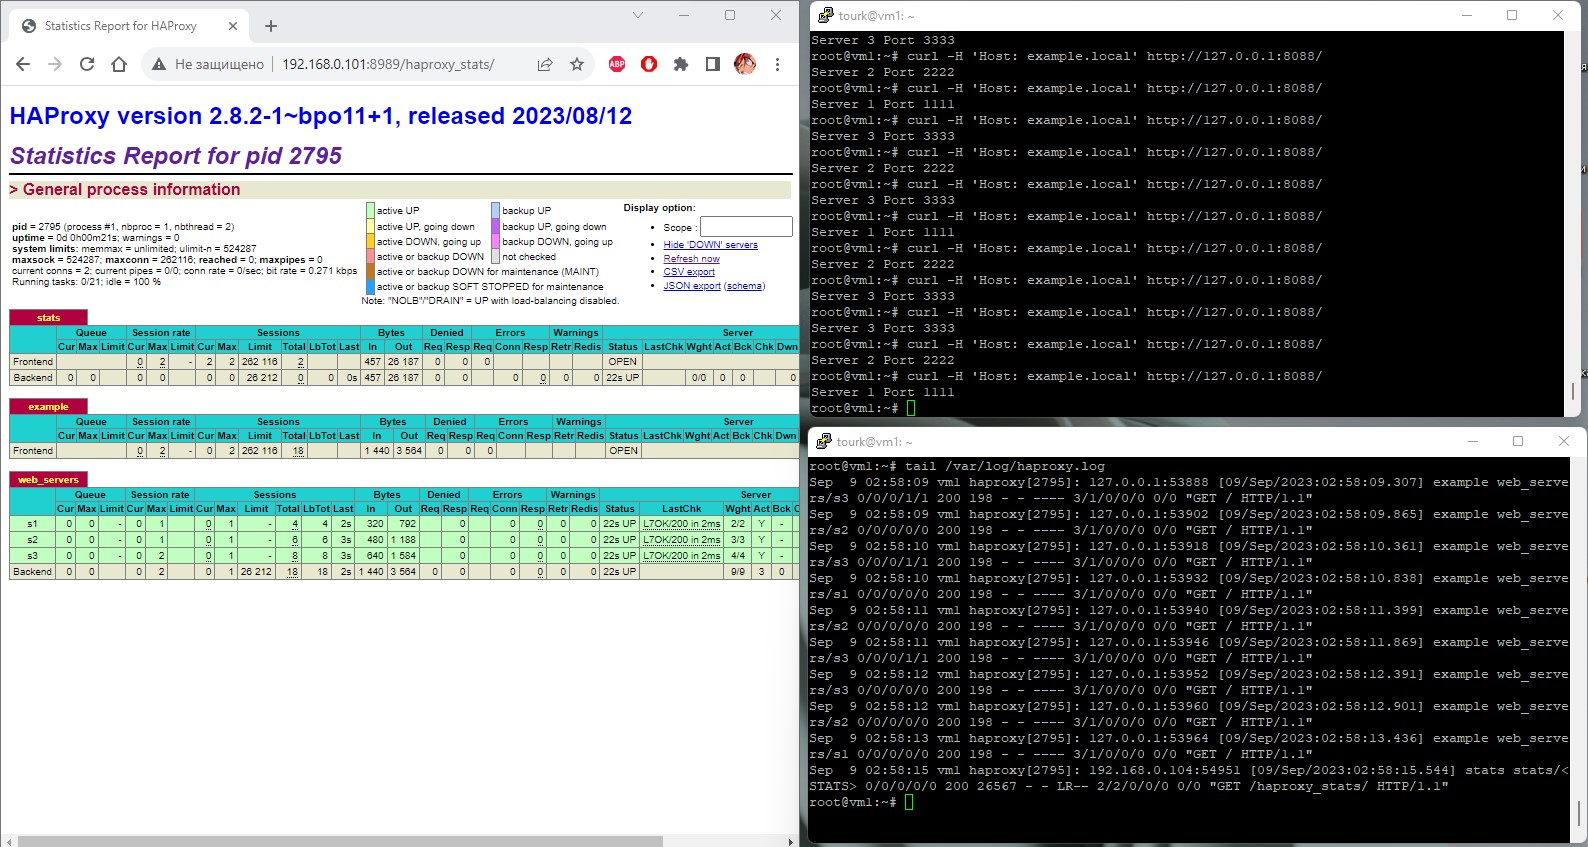 Statistics Report for HAProxy
Не защищено
192.168.0.101:8989/haproxy_stats/
ABP
HAProxy version 2.8.2-1~bpo11+1, released 2023/08/12
Statistics Report for pid 2795
> General process information
pid = 2795 (process #1, nbproc = 1, nbthread = 2)
uptime = 0d 0h00m21s; warnings = 0
system limits: memmax = unlimited; ulimit-n = 524287
maxsock = 524287; maxconn = 262116; reached = 0; maxpipes = 0
current conns = 2; current pipes = 0/0; conn rate = 0/sec; bit rate = 0.271 kbps
Running tasks: 0/21; idle = 100 %
active UP
backup UP
active UP, going down
backup UP, going down
active DOWN, going up
backup DOWN, going up
active or backup DOWN
not checked
active or backup DOWN for maintenance (MAINT)
active or backup SOFT STOPPED for maintenance
Note: "NOLB"/"DRAIN" = UP with load-balancing disabled.
Display option:
Scope :
Hide 'DOWN' servers
Refresh now
CSV export
JSON export (schema)
stats
Queue Session rate Sessions Bytes Denied Errors Warnings Server
Cur Max Limit Cur Max Limit Cur Max Limit Total LbTot Last In Out Req Resp Req Conn Resp Retr Redis Status LastChk Wght Act Bck Chk Dwn
Frontend 0 2 - 2 2 262 116 2 457 26 187 0 0 0 OPEN
Backend 0 0 0 0 0 0 26 212 0 0 0s 457 26 187 0 0 0 0 0 0 22s UP 0/0 0 0 0
example
Queue Session rate Sessions Bytes Denied Errors Warnings Server
Cur Max Limit Cur Max Limit Cur Max Limit Total LbTot Last In Out Req Resp Req Conn Resp Retr Redis Status LastChk Wght Act Bck Chk Dwn
Frontend 0 2 - 0 2 262 116 18 1 440 3 564 0 0 0 OPEN
web_servers
Queue Session rate Sessions Bytes Denied Errors Warnings Server
Cur Max Limit Cur Max Limit Cur Max Limit Total LbTot Last In Out Req Resp Req Conn Resp Retr Redis Status LastChk Wght Act Bck
s1 0 0 - 0 1 0 1 - 4 4 2s 320 792 0 0 0 0 0 22s UP L7OK/200 in 2ms 2/2 Y -
s2 0 0 - 0 1 0 1 - 6 6 3s 480 1 188 0 0 0 0 0 22s UP L7OK/200 in 2ms 3/3 Y -
s3 0 0 - 0 2 0 1 - 8 8 3s 640 1 584 0 0 0 0 0 22s UP L7OK/200 in 2ms 4/4 Y -
Backend 0 0 0 2 0 1 26 212 18 18 2s 1 440 3 564 0 0 0 0 0 0 22s UP 9/9 3 0
tourk@vm1: ~
Server 3 Port 3333
root@vm1:~# curl -H 'Host: example.local' http://127.0.0.1:8088/
Server 2 Port 2222
root@vm1:~# curl -H 'Host: example.local' http://127.0.0.1:8088/
Server 1 Port 1111
root@vm1:~# curl -H 'Host: example.local' http://127.0.0.1:8088/
Server 3 Port 3333
root@vm1:~# curl -H 'Host: example.local' http://127.0.0.1:8088/
Server 2 Port 2222
root@vm1:~# curl -H 'Host: example.local' http://127.0.0.1:8088/
Server 3 Port 3333
root@vm1:~# curl -H 'Host: example.local' http://127.0.0.1:8088/
Server 1 Port 1111
root@vm1:~# curl -H 'Host: example.local' http://127.0.0.1:8088/
Server 2 Port 2222
root@vm1:~# curl -H 'Host: example.local' http://127.0.0.1:8088/
Server 3 Port 3333
root@vm1:~# curl -H 'Host: example.local' http://127.0.0.1:8088/
Server 3 Port 3333
root@vm1:~# curl -H 'Host: example.local' http://127.0.0.1:8088/
Server 2 Port 2222
root@vm1:~# curl -H 'Host: example.local' http://127.0.0.1:8088/
Server 1 Port 1111
root@vm1:~#
tourk@vm1: ~
root@vm1:~# tail /var/log/haproxy.log
Sep  9 02:58:09 vm1 haproxy[2795]: 127.0.0.1:53888 [09/Sep/2023:02:58:09.307] example web_serve
rs/s3 0/0/0/1/1 200 198 - - ---- 3/1/0/0/0 0/0 "GET / HTTP/1.1"
Sep  9 02:58:09 vm1 haproxy[2795]: 127.0.0.1:53902 [09/Sep/2023:02:58:09.865] example web_serve
rs/s2 0/0/0/0/0 200 198 - - ---- 3/1/0/0/0 0/0 "GET / HTTP/1.1"
Sep  9 02:58:10 vm1 haproxy[2795]: 127.0.0.1:53918 [09/Sep/2023:02:58:10.361] example web_serve
rs/s3 0/0/0/1/1 200 198 - - ---- 3/1/0/0/0 0/0 "GET / HTTP/1.1"
Sep  9 02:58:10 vm1 haproxy[2795]: 127.0.0.1:53932 [09/Sep/2023:02:58:10.838] example web_serve
rs/s1 0/0/0/0/0 200 198 - - ---- 3/1/0/0/0 0/0 "GET / HTTP/1.1"
Sep  9 02:58:11 vm1 haproxy[2795]: 127.0.0.1:53940 [09/Sep/2023:02:58:11.399] example web_serve
rs/s2 0/0/0/0/0 200 198 - - ---- 3/1/0/0/0 0/0 "GET / HTTP/1.1"
Sep  9 02:58:11 vm1 haproxy[2795]: 127.0.0.1:53946 [09/Sep/2023:02:58:11.869] example web_serve
rs/s3 0/0/0/1/1 200 198 - - ---- 3/1/0/0/0 0/0 "GET / HTTP/1.1"
Sep  9 02:58:12 vm1 haproxy[2795]: 127.0.0.1:53952 [09/Sep/2023:02:58:12.391] example web_serve
rs/s3 0/0/0/0/0 200 198 - - ---- 3/1/0/0/0 0/0 "GET / HTTP/1.1"
Sep  9 02:58:12 vm1 haproxy[2795]: 127.0.0.1:53960 [09/Sep/2023:02:58:12.901] example web_serve
rs/s2 0/0/0/0/0 200 198 - - ---- 3/1/0/0/0 0/0 "GET / HTTP/1.1"
Sep  9 02:58:13 vm1 haproxy[2795]: 127.0.0.1:53964 [09/Sep/2023:02:58:13.436] example web_serve
rs/s1 0/0/0/0/0 200 198 - - ---- 3/1/0/0/0 0/0 "GET / HTTP/1.1"
Sep  9 02:58:15 vm1 haproxy[2795]: 192.168.0.104:54951 [09/Sep/2023:02:58:15.544] stats stats/<
STATS> 0/0/0/0/0 200 26567 - - LR-- 2/2/0/0/0 0/0 "GET /haproxy_stats/ HTTP/1.1"
root@vm1:~#